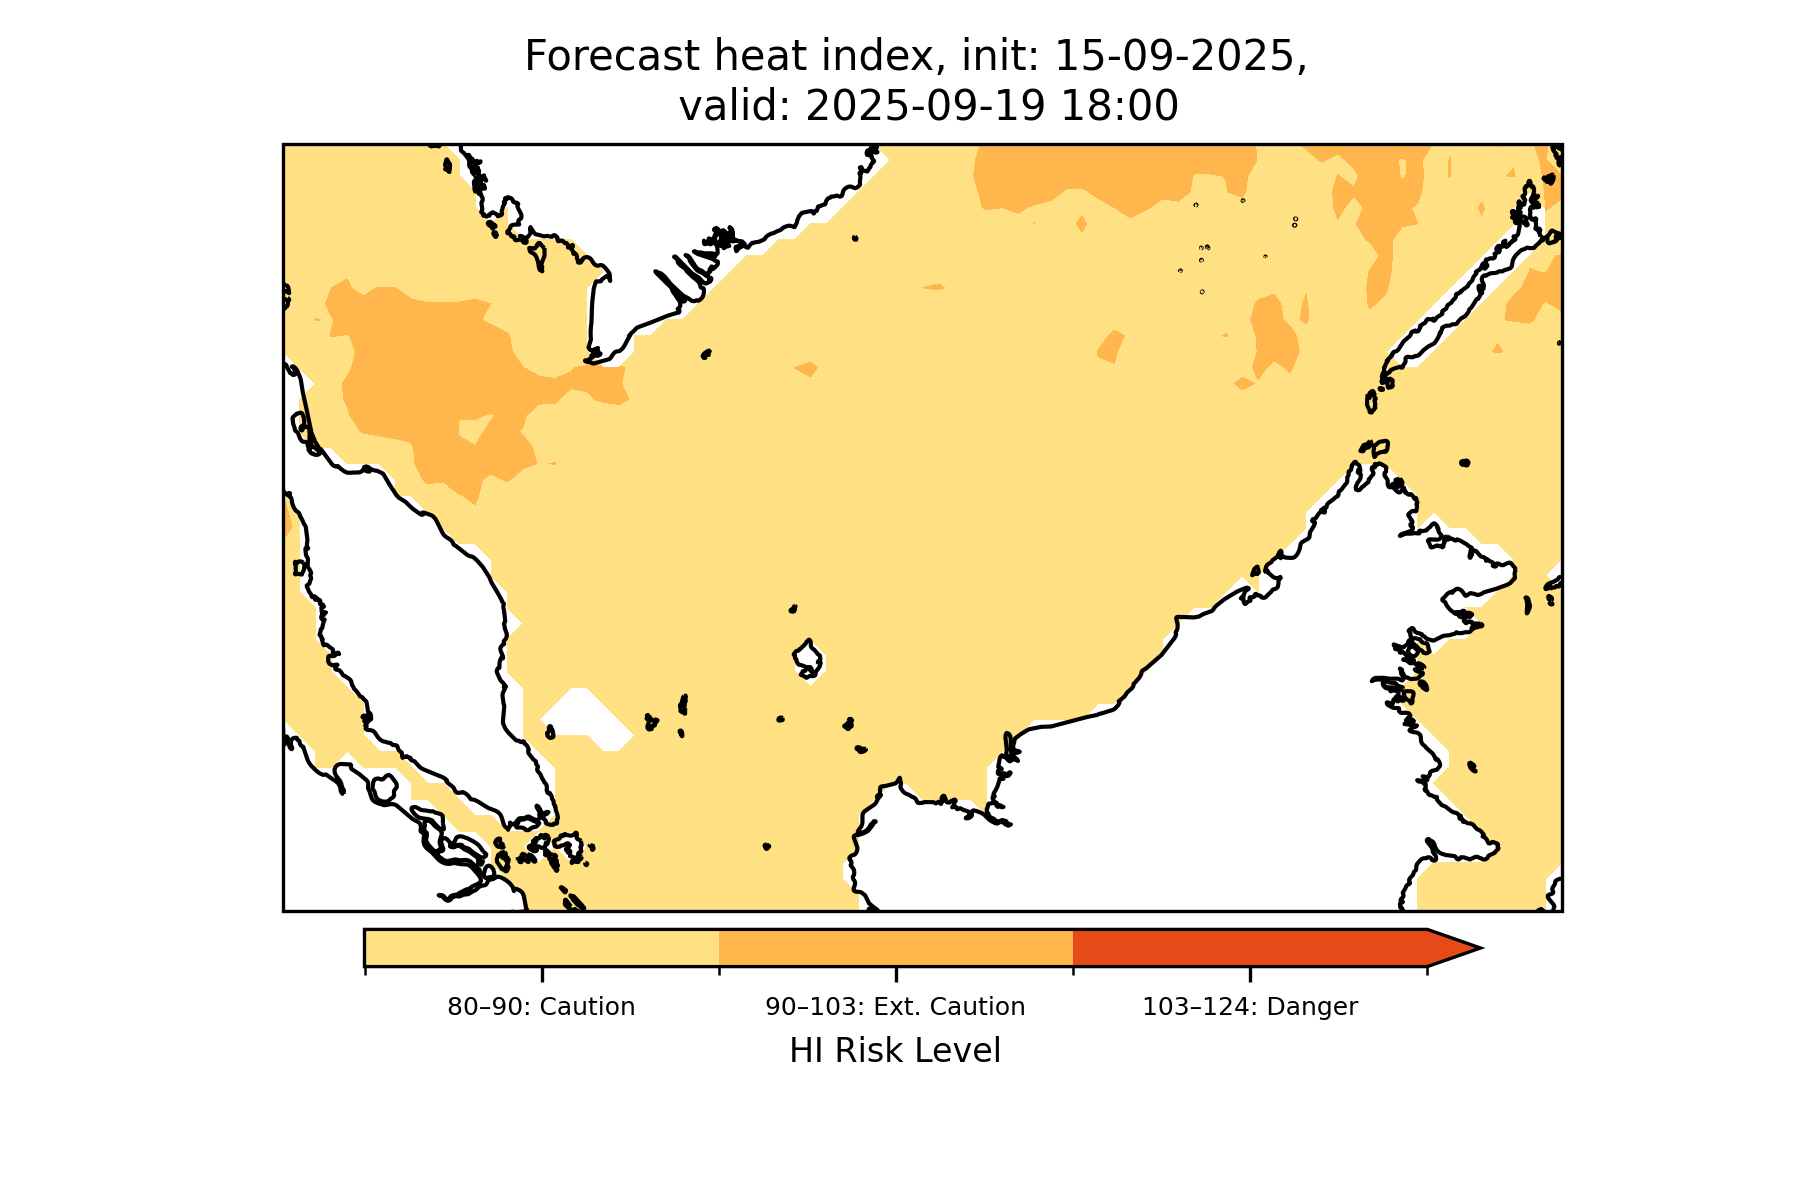 Forecast heat index, init: 15-09-2025,
valid: 2025-09-19 18:00
80–90: Caution
90–103: Ext. Caution
103–124: Danger
HI Risk Level